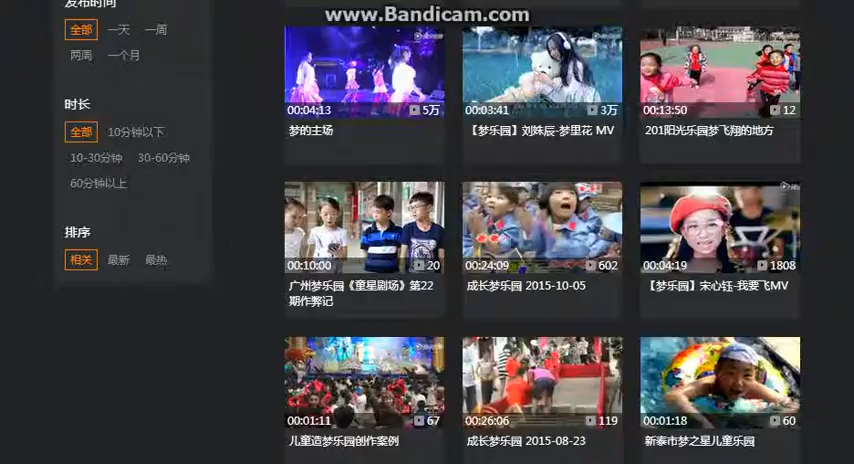 www.Bandicam.com
发布时间
全部 一天 一周
两周 一个月
时长
全部 10分钟以下
10-30分钟 30-60分钟
60分钟以上
排序
相关 最新 最热
00:04:13 5万
梦的主场
00:03:41 3万
【梦乐园】刘姝辰-梦里花 MV
00:13:50 12
201阳光乐园梦飞翔的地方
00:10:00 20
广州梦乐园《童星剧场》第22
期作弊记
00:24:09 602
成长梦乐园 2015-10-05
00:04:19 1808
【梦乐园】宋心钰-我要飞MV
00:01:11 67
儿童造梦乐园创作案例
00:26:06 119
成长梦乐园 2015-08-23
00:01:18 60
新泰市梦之星儿童乐园